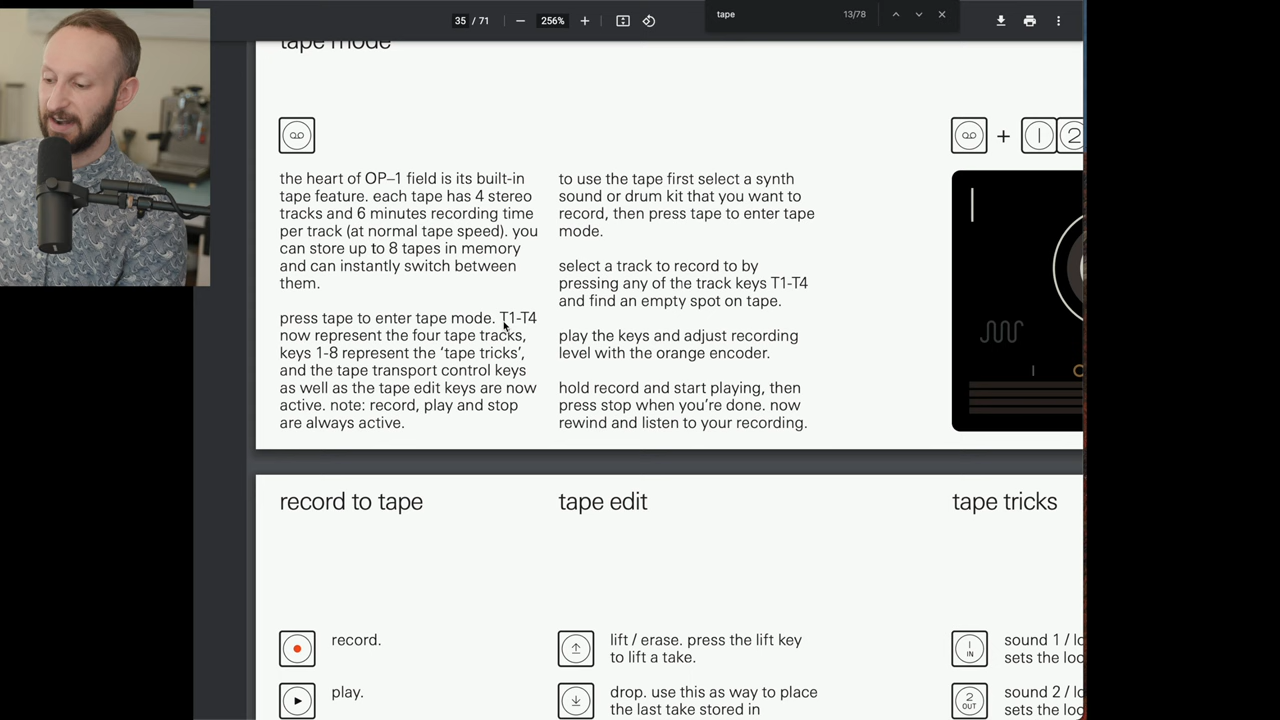 35 / 71
256%
tape
13/78
tape mode
the heart of OP–1 field is its built-in
tape feature. each tape has 4 stereo
tracks and 6 minutes recording time
per track (at normal tape speed). you
can store up to 8 tapes in memory
and can instantly switch between
them.
press tape to enter tape mode. T1-T4
now represent the four tape tracks,
keys 1-8 represent the ‘tape tricks’,
and the tape transport control keys
as well as the tape edit keys are now
active. note: record, play and stop
are always active.
to use the tape first select a synth
sound or drum kit that you want to
record, then press tape to enter tape
mode.
select a track to record to by
pressing any of the track keys T1-T4
and find an empty spot on tape.
play the keys and adjust recording
level with the orange encoder.
hold record and start playing, then
press stop when you’re done. now
rewind and listen to your recording.
+ 1 2
record to tape
record.
play.
tape edit
lift / erase. press the lift key
to lift a take.
drop. use this as way to place
the last take stored in
tape tricks
1 IN
sound 1 /
sets the
2 OUT
sound 2 /
sets the